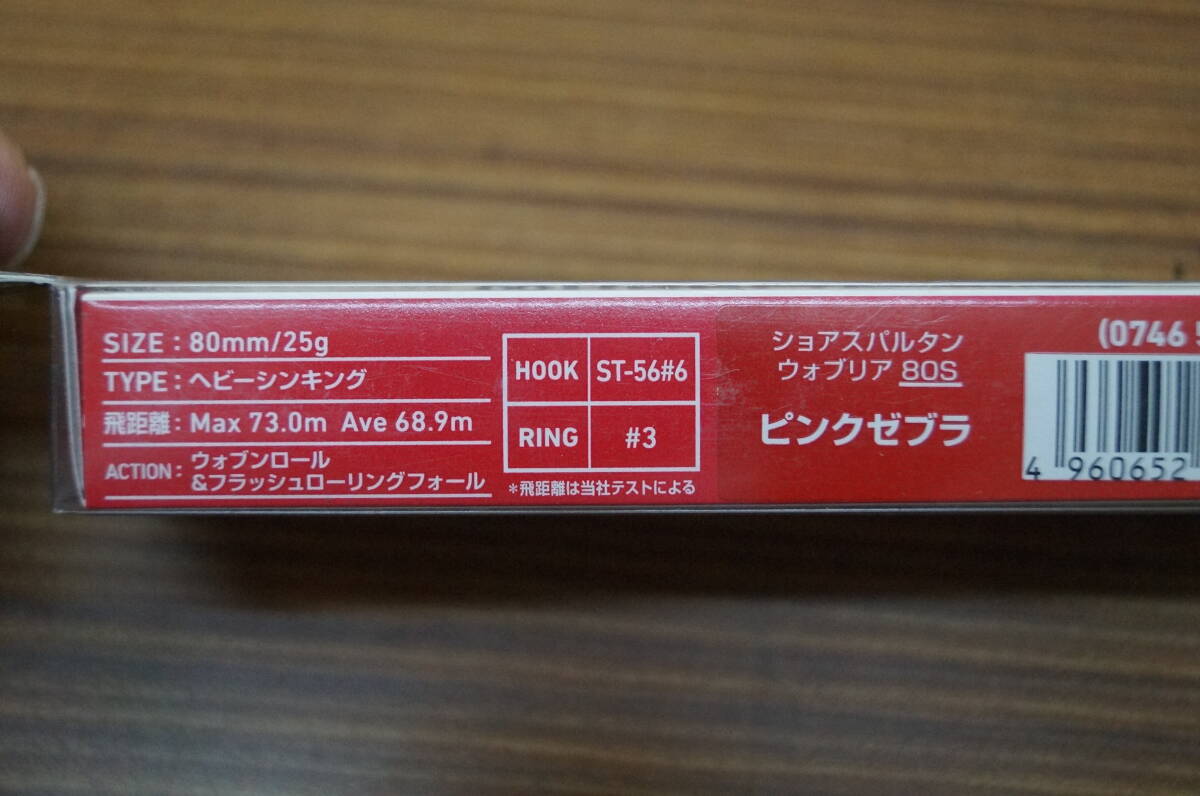 SIZE : 80mm/25g
TYPE : ヘビーシンキング
飛距離 : Max 73.0m Ave 68.9m
ACTION : ウォブンロール
&フラッシュローリングフォール
HOOK ST-56#6
RING #3
*飛距離は当社テストによる
ショアスパルタン
ウォブリア 80S
ピンクゼブラ
(0746
4 960652